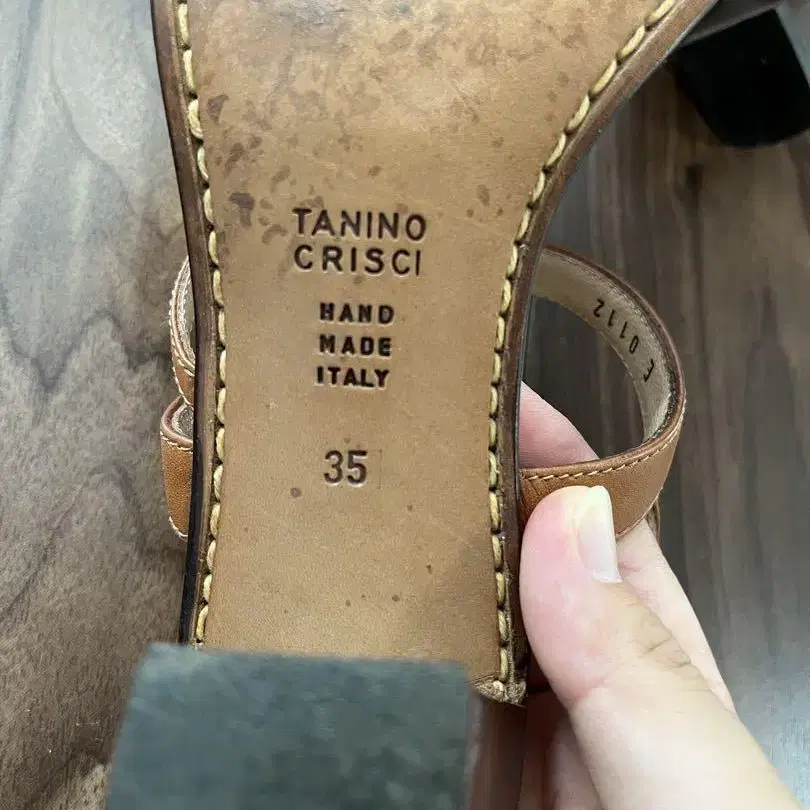 TANINO
CRISCI
HAND
MADE
ITALY
35
E 0112